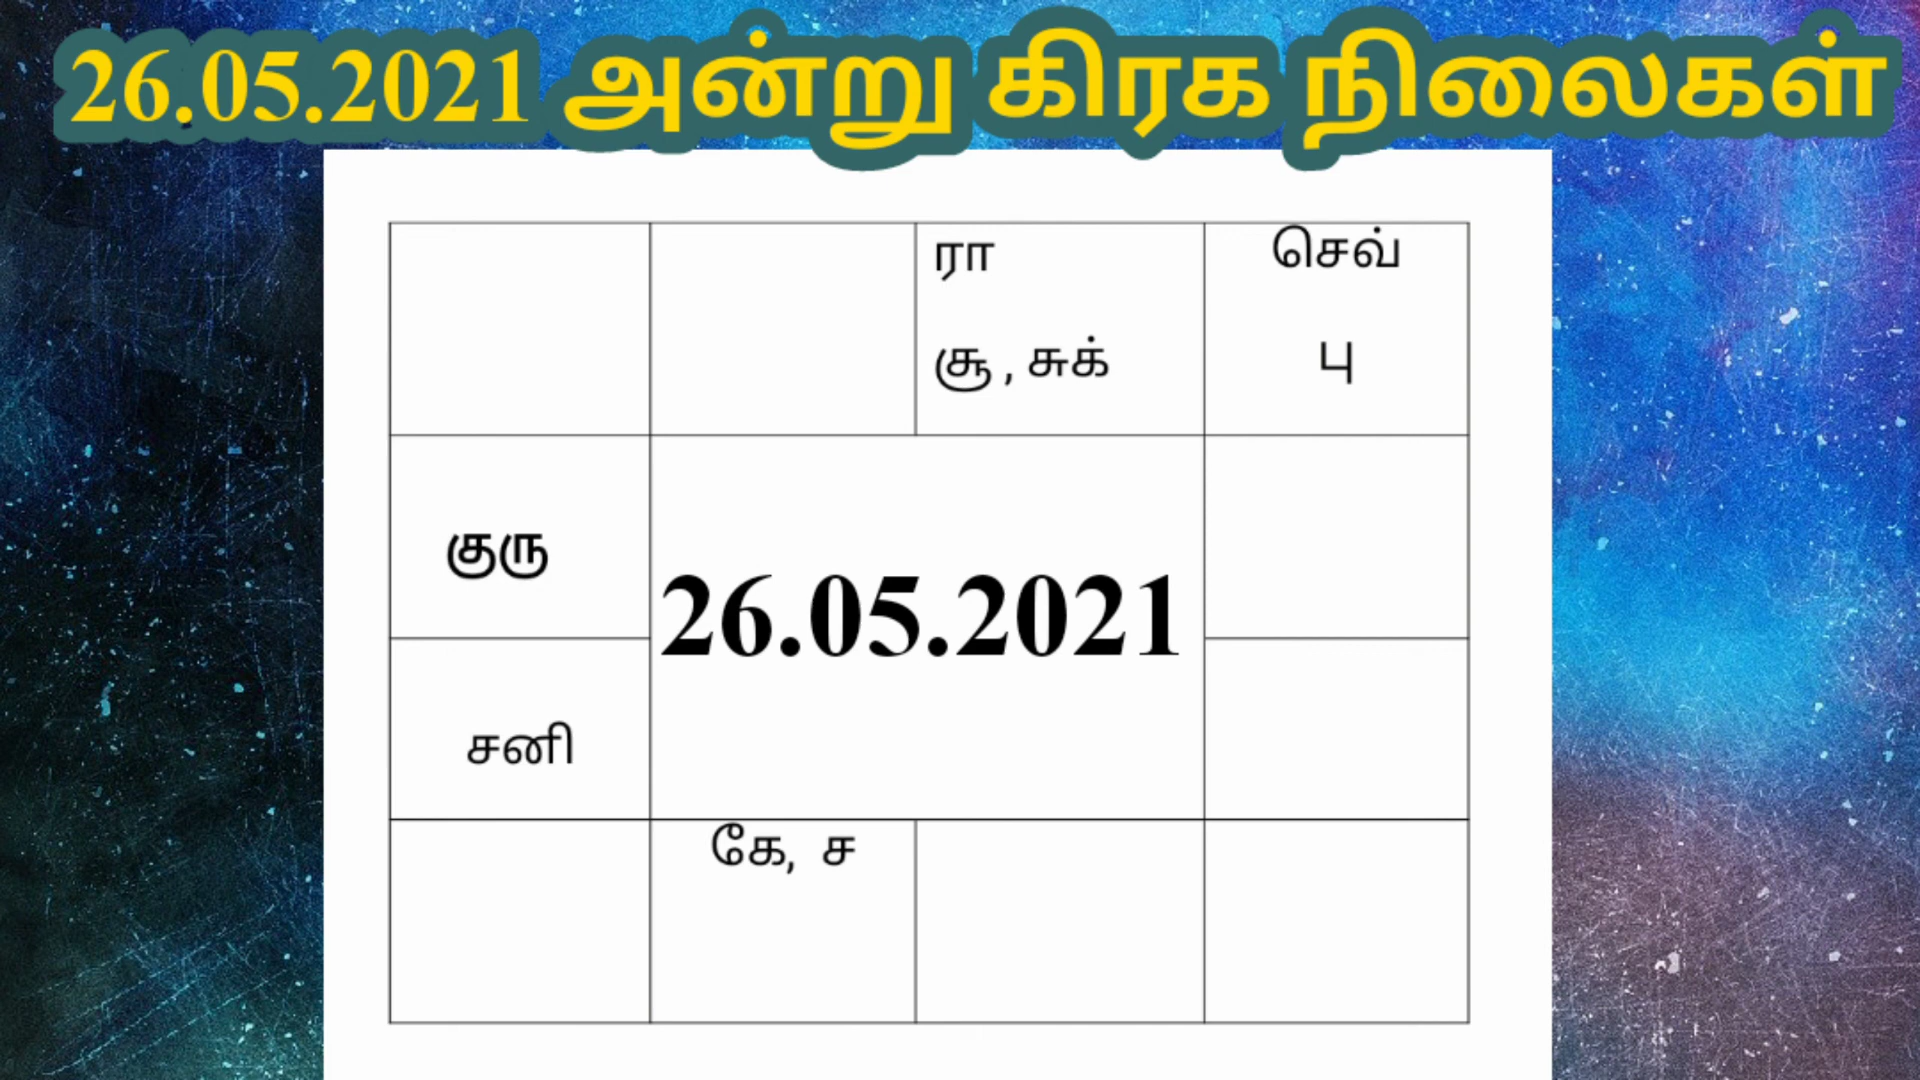 26.05.2021 அன்று கிரக நிலைகள்
ரா
செவ்
சூ , சுக்
பு
குரு
26.05.2021
சனி
கே, ச